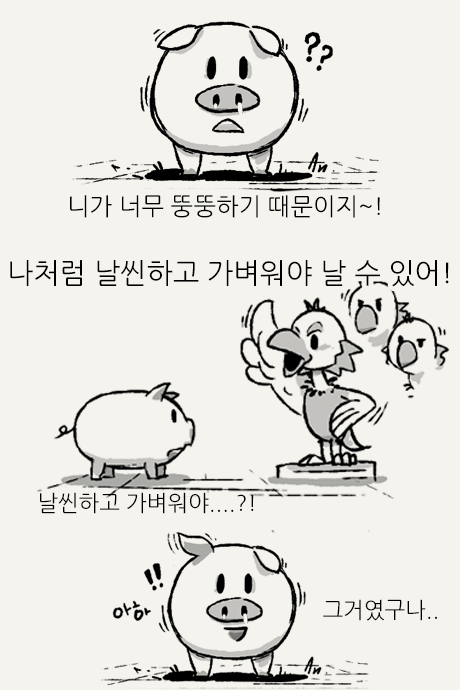 ??
니가 너무 뚱뚱하기 때문이지~!
나처럼 날씬하고 가벼워야 날 수 있어!
날씬하고 가벼워야....?!
!!
아하
그거였구나..